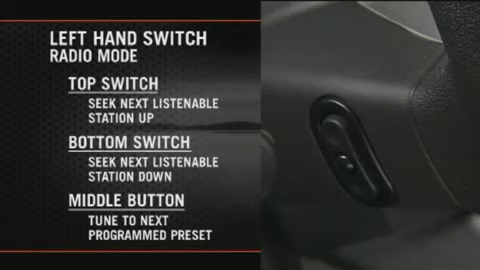 LEFT HAND SWITCH
RADIO MODE
TOP SWITCH
SEEK NEXT LISTENABLE
STATION UP
BOTTOM SWITCH
SEEK NEXT LISTENABLE
STATION DOWN
MIDDLE BUTTON
TUNE TO NEXT
PROGRAMMED PRESET